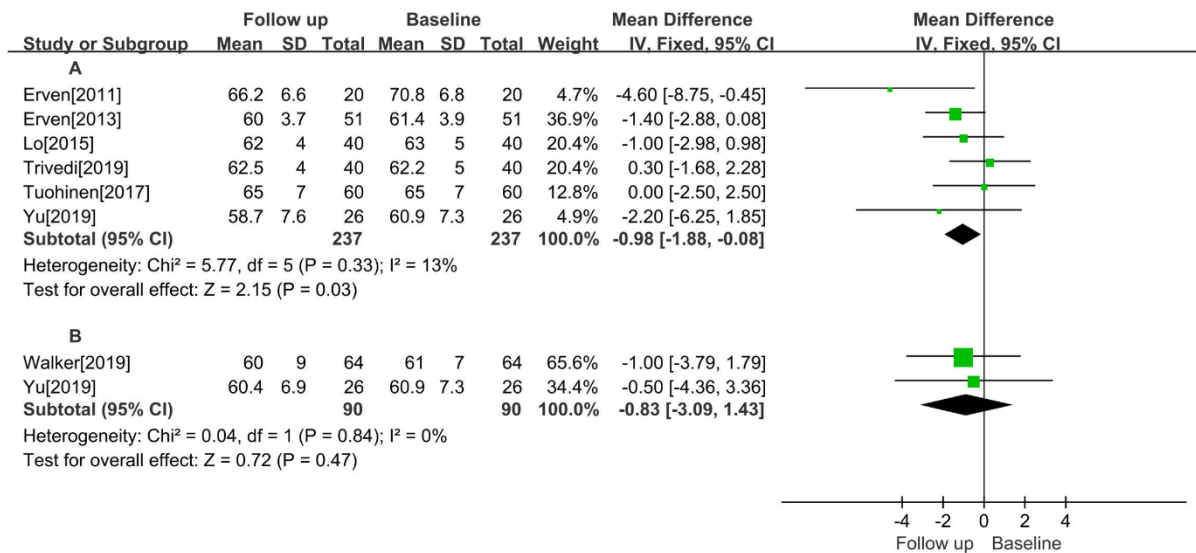 Follow up Baseline Mean Difference Mean Difference
Study or Subgroup Mean SD Total Mean SD Total Weight IV, Fixed, 95% CI IV, Fixed, 95% CI
A
Erven[2011] 66.2 6.6 20 70.8 6.8 20 4.7% -4.60 [-8.75, -0.45]
Erven[2013] 60 3.7 51 61.4 3.9 51 36.9% -1.40 [-2.88, 0.08]
Lo[2015] 62 4 40 63 5 40 20.4% -1.00 [-2.98, 0.98]
Trivedi[2019] 62.5 4 40 62.2 5 40 20.4% 0.30 [-1.68, 2.28]
Tuohinen[2017] 65 7 60 65 7 60 12.8% 0.00 [-2.50, 2.50]
Yu[2019] 58.7 7.6 26 60.9 7.3 26 4.9% -2.20 [-6.25, 1.85]
Subtotal (95% CI) 237 237 100.0% -0.98 [-1.88, -0.08]
Heterogeneity: Chi² = 5.77, df = 5 (P = 0.33); I² = 13%
Test for overall effect: Z = 2.15 (P = 0.03)
B
Walker[2019] 60 9 64 61 7 64 65.6% -1.00 [-3.79, 1.79]
Yu[2019] 60.4 6.9 26 60.9 7.3 26 34.4% -0.50 [-4.36, 3.36]
Subtotal (95% CI) 90 90 100.0% -0.83 [-3.09, 1.43]
Heterogeneity: Chi² = 0.04, df = 1 (P = 0.84); I² = 0%
Test for overall effect: Z = 0.72 (P = 0.47)
-4 -2 0 2 4
Follow up Baseline